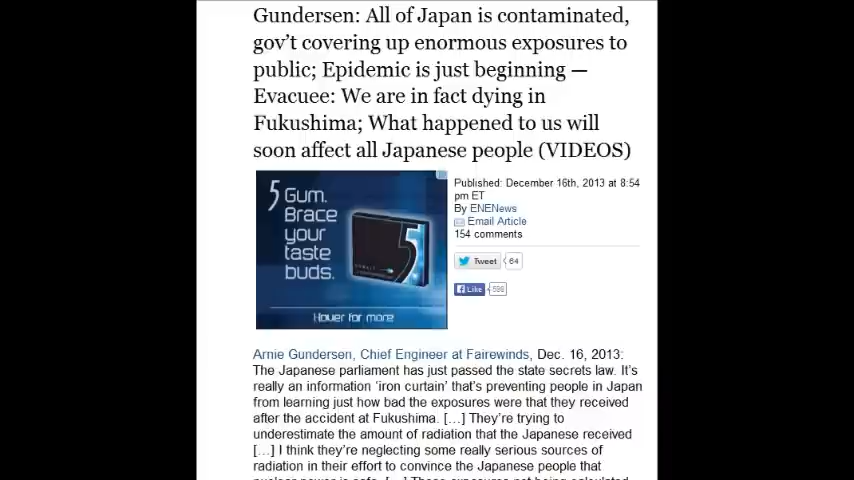 Gundersen: All of Japan is contaminated,
gov't covering up enormous exposures to
public; Epidemic is just beginning —
Evacuee: We are in fact dying in
Fukushima; What happened to us will
soon affect all Japanese people (VIDEOS)
5 Gum.
Brace
your
taste
buds.
Hover for more
Published: December 16th, 2013 at 8:54
pm ET
By ENENews
Email Article
154 comments
Tweet 64
Like
Arnie Gundersen, Chief Engineer at Fairewinds, Dec. 16, 2013:
The Japanese parliament has just passed the state secrets law. It's
really an information 'iron curtain' that's preventing people in Japan
from learning just how bad the exposures were that they received
after the accident at Fukushima. […] They're trying to
underestimate the amount of radiation that the Japanese received
[…] I think they're neglecting some really serious sources of
radiation in their effort to convince the Japanese people that